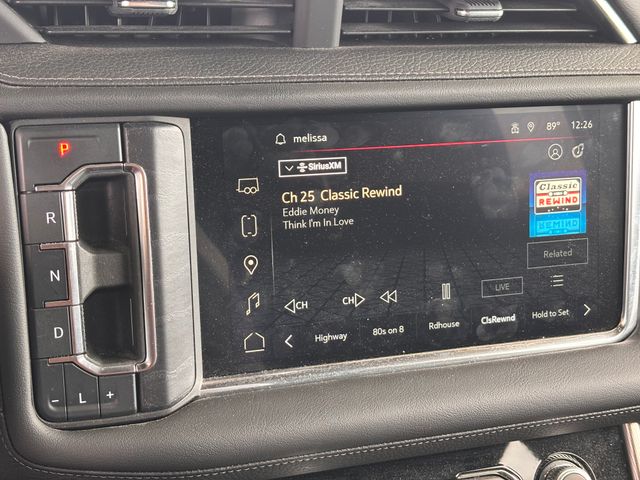 melissa
89° 12:26
SiriusXM
Ch 25 Classic Rewind
Eddie Money
Think I'm In Love
Classic
REWIND
Related
CH
CH
LIVE
Highway
80s on 8
Rdhouse
ClsRewnd
Hold to Set
P
R
N
D
- L +